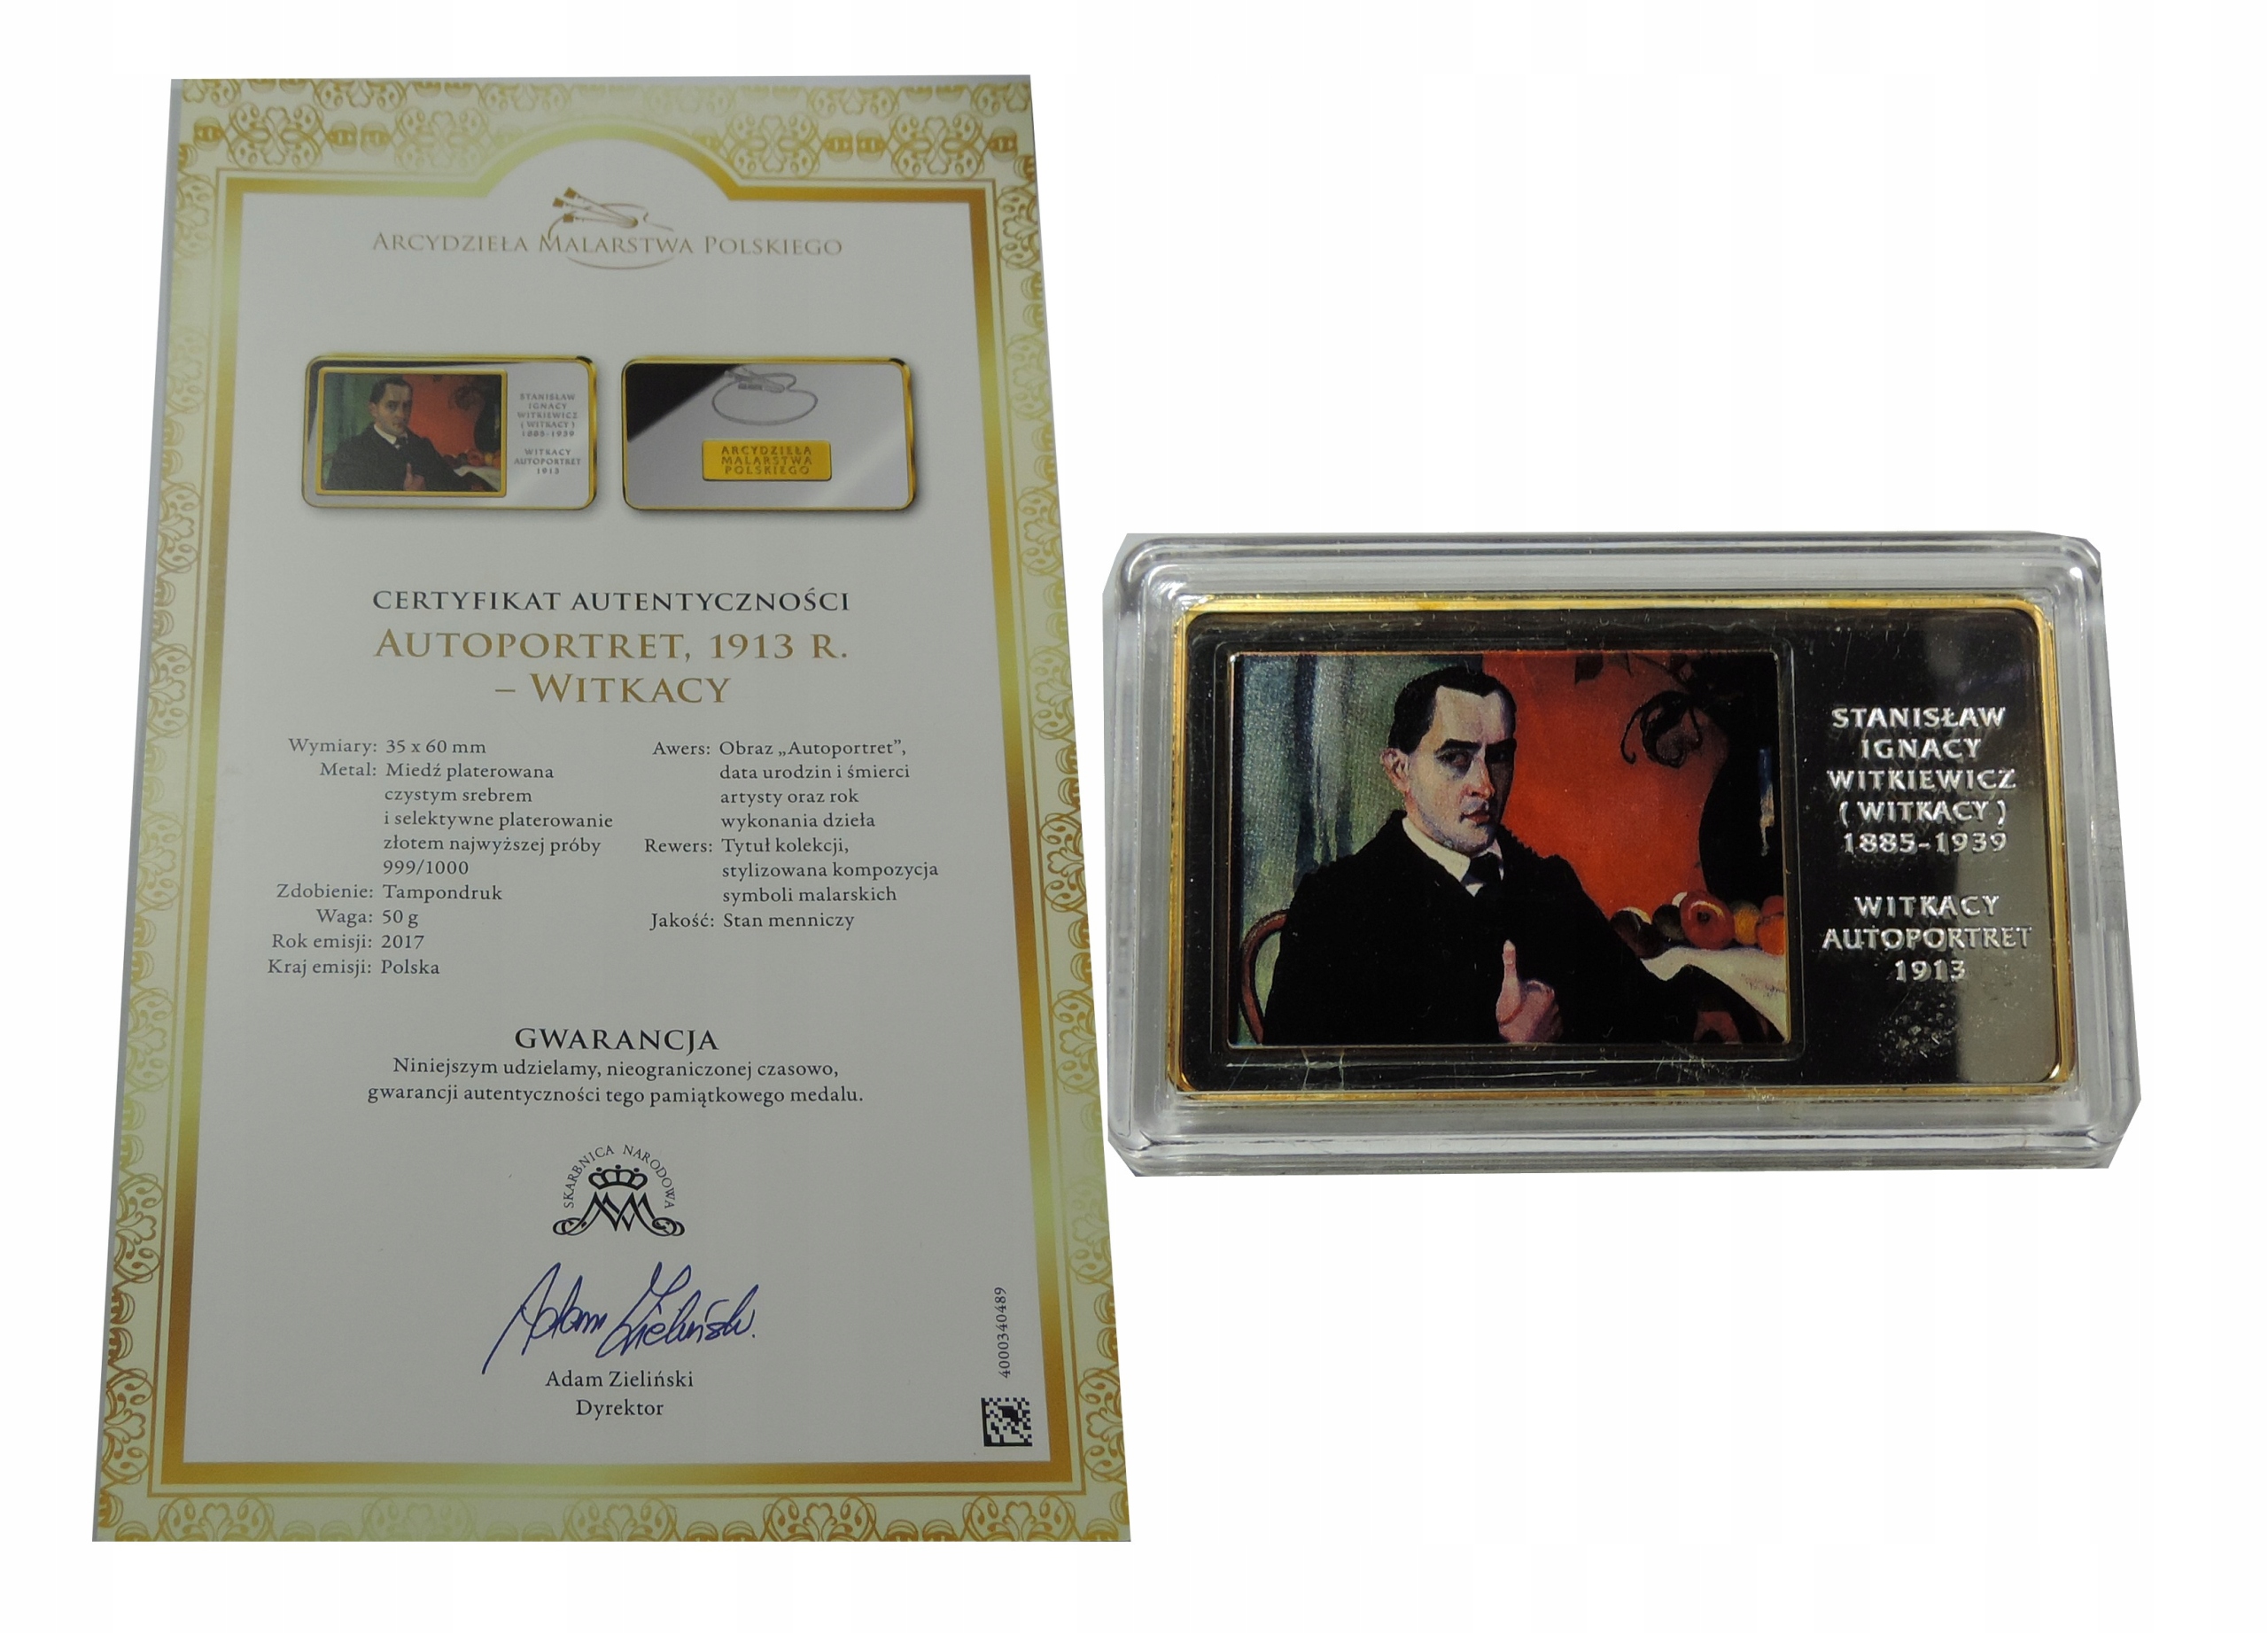 ARCYDZIEŁA MALARSTWA POLSKIEGO
STANISŁAW
IGNACY
WITKIEWICZ
( WITKACY )
1885-1939
WITKACY
AUTOPORTRET
1913
ARCYDZIEŁA
MALARSTWA
POLSKIEGO
CERTYFIKAT AUTENTYCZNOŚCI
AUTOPORTRET, 1913 R.
– WITKACY
Wymiary: 35 x 60 mm
Metal: Miedź platerowana
czystym srebrem
i selektywne platerowanie
złotem najwyższej próby
999/1000
Zdobienie: Tampondruk
Waga: 50 g
Rok emisji: 2017
Kraj emisji: Polska
Awers: Obraz „Autoportret”,
data urodzin i śmierci
artysty oraz rok
wykonania dzieła
Rewers: Tytuł kolekcji,
stylizowana kompozycja
symboli malarskich
Jakość: Stan menniczy
GWARANCJA
Niniejszym udzielamy, nieograniczonej czasowo,
gwarancji autentyczności tego pamiątkowego medalu.
SKARBNICA NARODOWA
Adam Zieliński
Adam Zieliński
Dyrektor
4000340489
STANISŁAW
IGNACY
WITKIEWICZ
( WITKACY )
1885-1939
WITKACY
AUTOPORTRET
1913